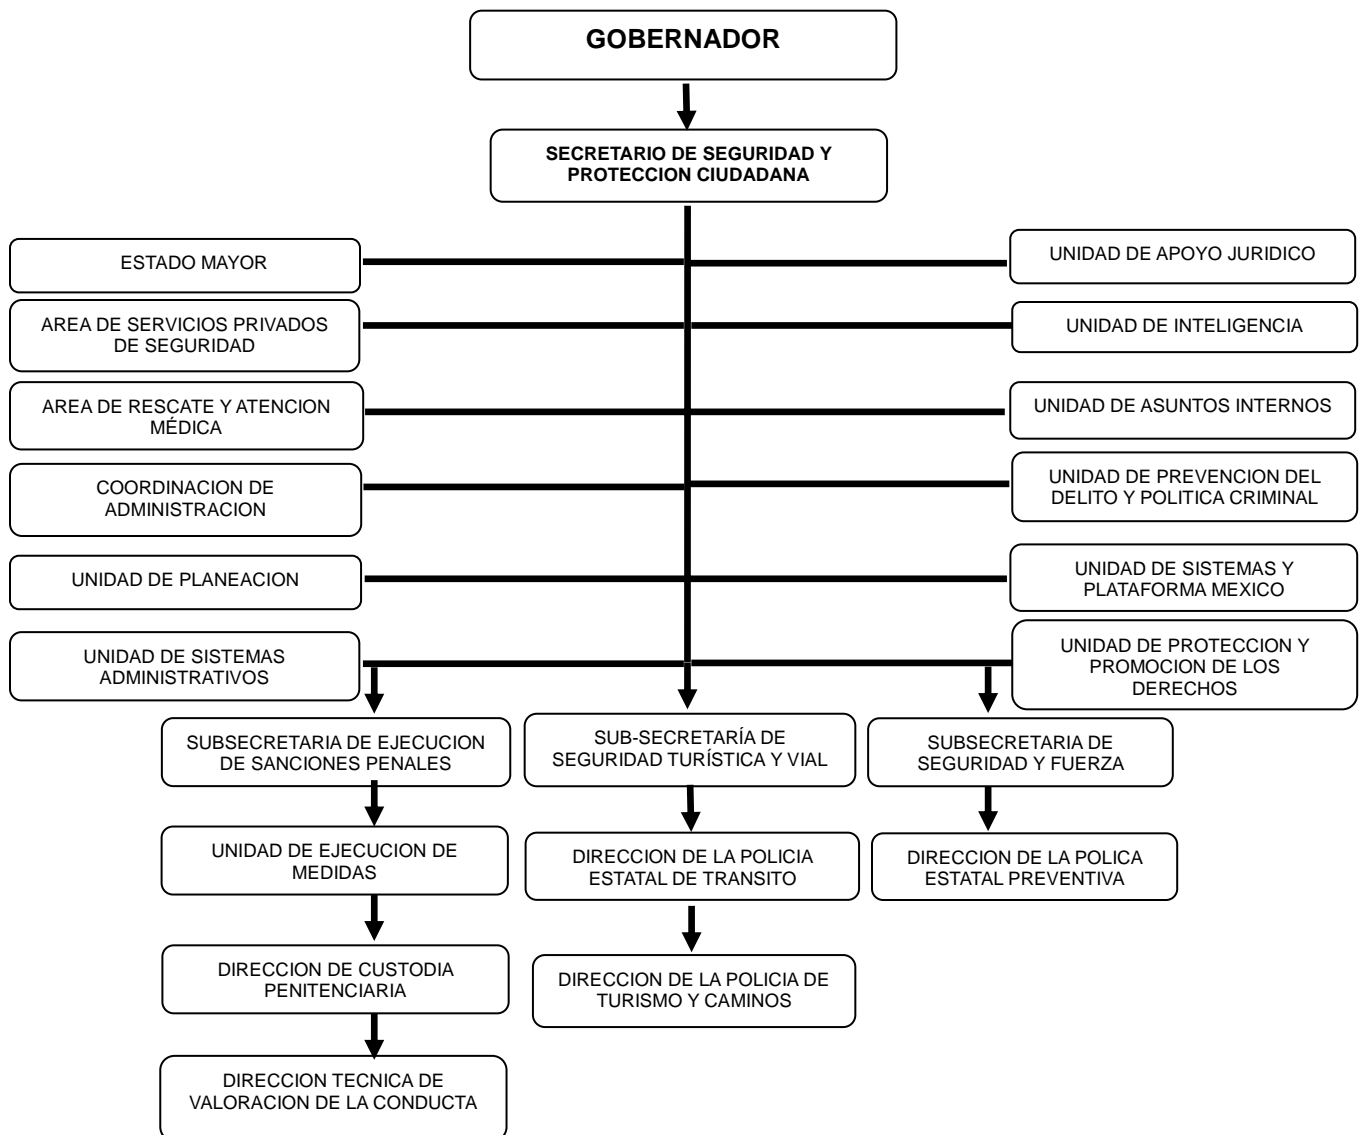 GOBERNADOR
SECRETARIO DE SEGURIDAD Y
PROTECCION CIUDADANA
ESTADO MAYOR
UNIDAD DE APOYO JURIDICO
AREA DE SERVICIOS PRIVADOS
DE SEGURIDAD
UNIDAD DE INTELIGENCIA
AREA DE RESCATE Y ATENCION
MÉDICA
UNIDAD DE ASUNTOS INTERNOS
COORDINACION DE
ADMINISTRACION
UNIDAD DE PREVENCION DEL
DELITO Y POLITICA CRIMINAL
UNIDAD DE PLANEACION
UNIDAD DE SISTEMAS Y
PLATAFORMA MEXICO
UNIDAD DE SISTEMAS
ADMINISTRATIVOS
UNIDAD DE PROTECCION Y
PROMOCION DE LOS
DERECHOS
SUBSECRETARIA DE EJECUCION
DE SANCIONES PENALES
SUB-SECRETARÍA DE
SEGURIDAD TURÍSTICA Y VIAL
SUBSECRETARIA DE
SEGURIDAD Y FUERZA
UNIDAD DE EJECUCION DE
MEDIDAS
DIRECCION DE LA POLICIA
ESTATAL DE TRANSITO
DIRECCION DE LA POLICA
ESTATAL PREVENTIVA
DIRECCION DE CUSTODIA
PENITENCIARIA
DIRECCION DE LA POLICIA DE
TURISMO Y CAMINOS
DIRECCION TECNICA DE
VALORACION DE LA CONDUCTA